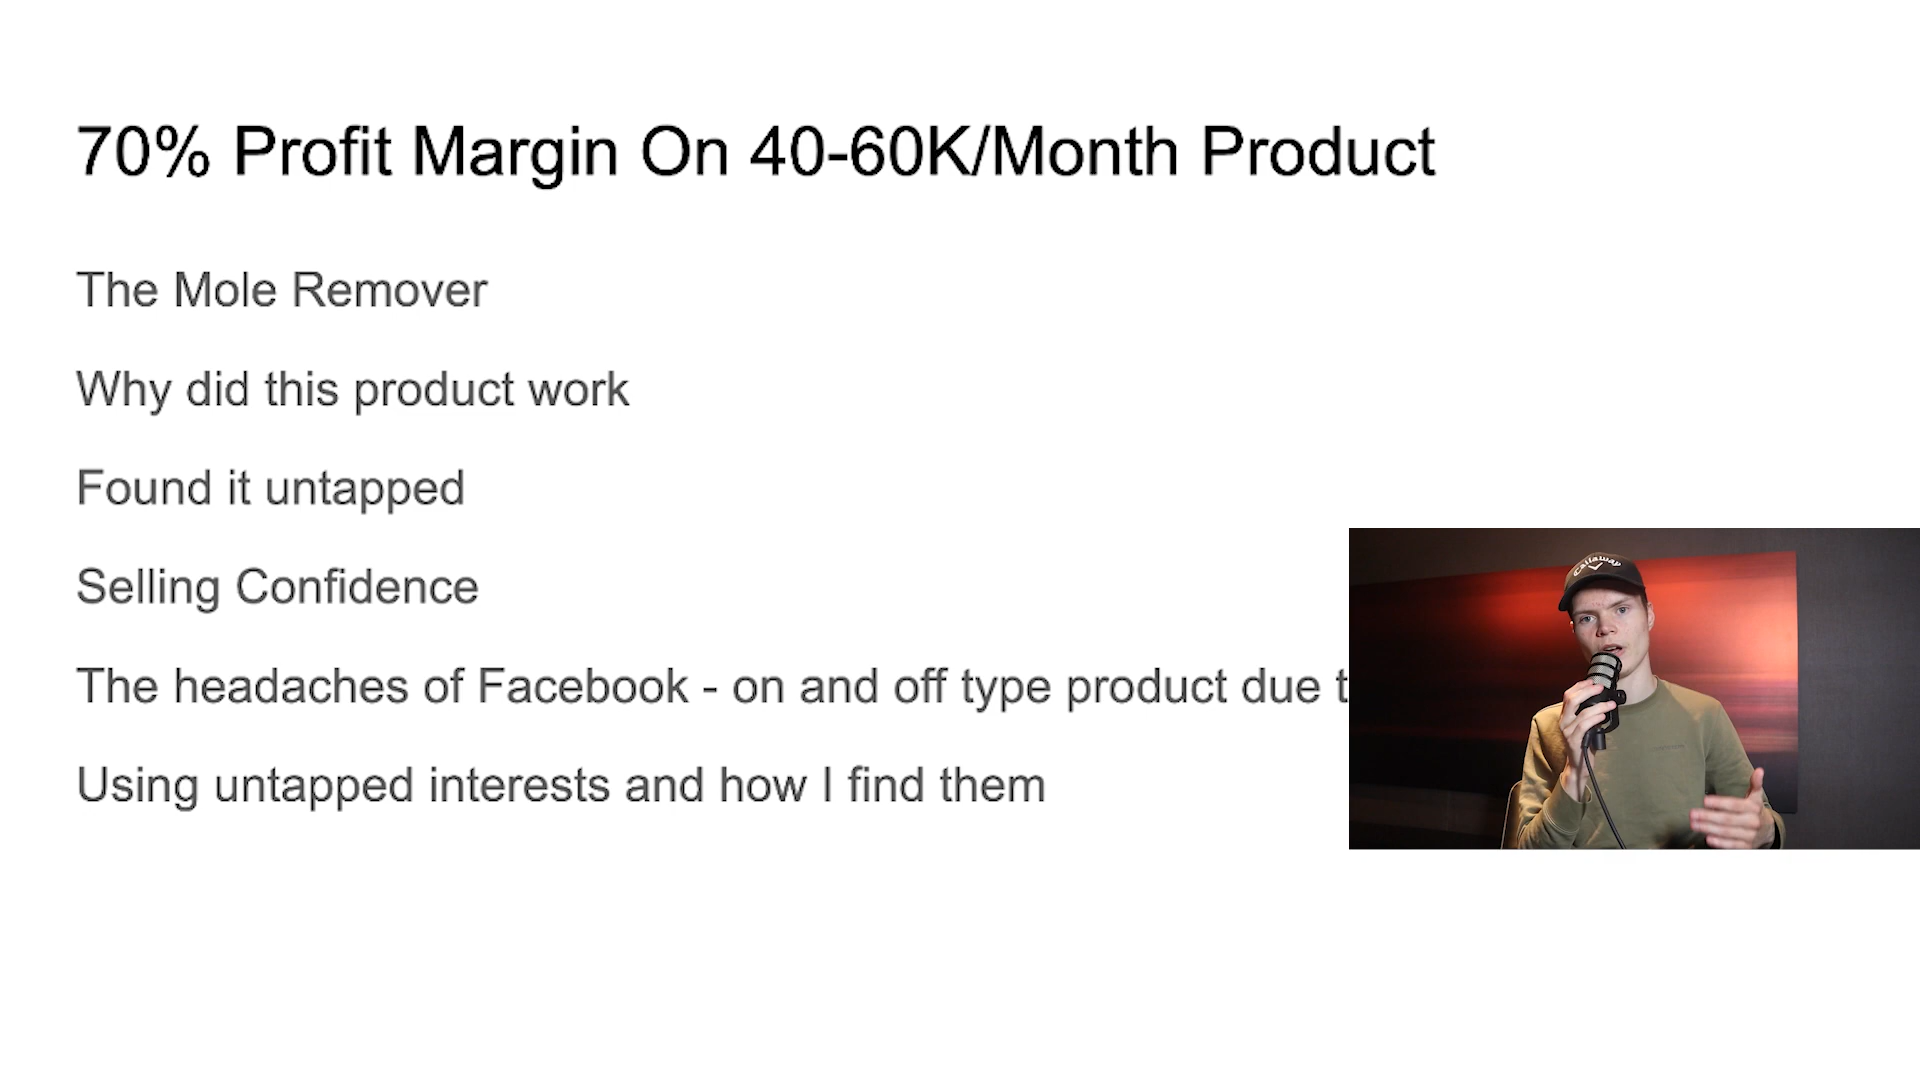 70% Profit Margin On 40-60K/Month Product
The Mole Remover
Why did this product work
Found it untapped
Selling Confidence
The headaches of Facebook - on and off type product due t
Using untapped interests and how I find them
Callaway